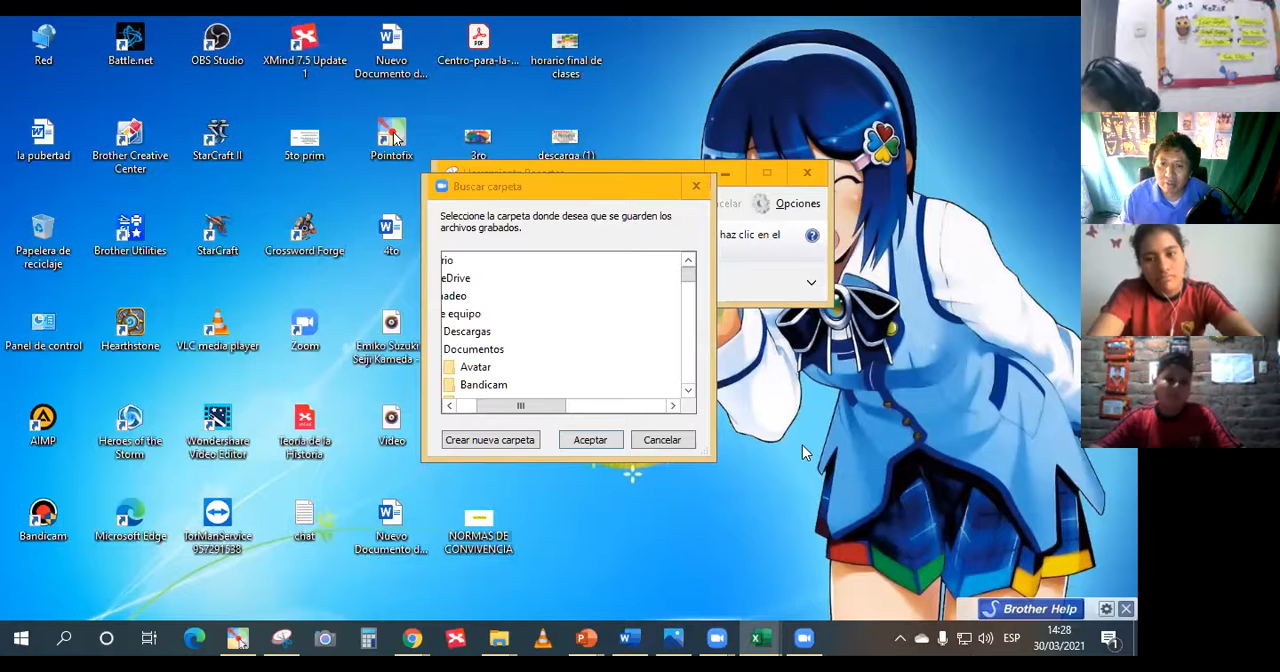 Red
Battle.net
OBS Studio
XMind 7.5 Update
1
Nuevo
Documento d...
Centro-para-la-...
horario final de
clases
la pubertad
Brother Creative
Center
StarCraft II
5to prim
Pointofix
3ro
descarga (1)
Papelera de
reciclaje
Brother Utilities
StarCraft
Crossword Forge
4to
Panel de control
Hearthstone
VLC media player
Zoom
Emiko Suzuki
Seiji Kameda -...
AIMP
Heroes of the
Storm
Wondershare
Video Editor
Teoria de la
Historia
Video
Bandicam
Microsoft Edge
TorManService
957291538
chat
Nuevo
Documento d...
NORMAS DE
CONVIVENCIA
Buscar carpeta
Seleccione la carpeta donde desea que se guarden los
archivos grabados.
rio
eDrive
adeo
e equipo
Descargas
Documentos
Avatar
Bandicam
Crear nueva carpeta
Aceptar
Cancelar
celar
Opciones
haz clic en el
Brother Help
ESP
14:28
30/03/2021